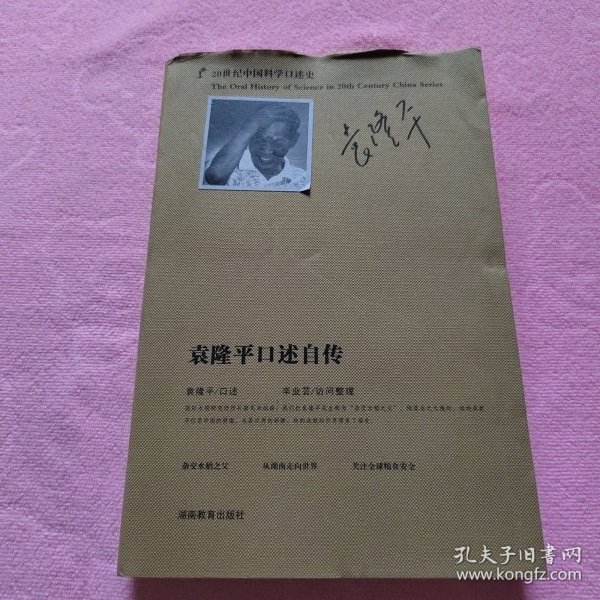 20世纪中国科学口述史
The Oral History of Science in 20th Century China Series
袁隆平
袁隆平口述自传
袁隆平/口述 辛业芸/访问整理
杂交水稻之父 从湖南走向世界 关注全球粮食安全
湖南教育出版社
孔夫子旧书网
www.kongfz.com